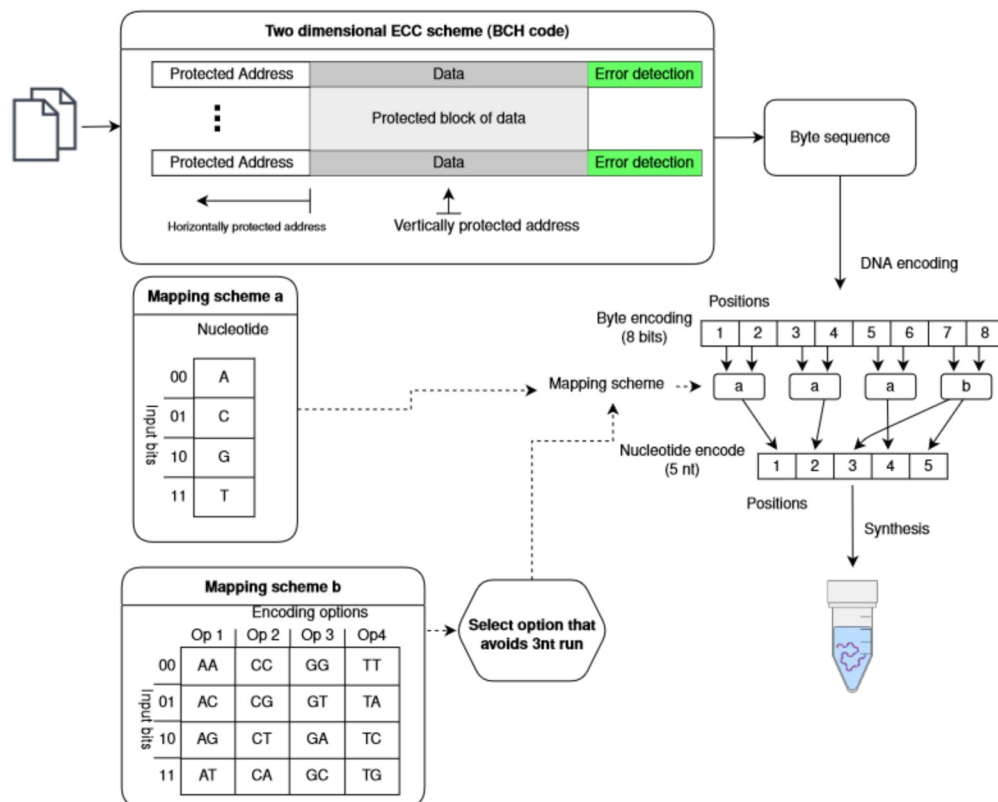 Two dimensional ECC scheme (BCH code)
Protected Address Data Error detection
Protected block of data
Protected Address Data Error detection
Horizontally protected address
Vertically protected address
Byte sequence
DNA encoding
Mapping scheme a
Nucleotide
Input bits
00 A
01 C
10 G
11 T
Positions
Byte encoding
(8 bits)
1 2 3 4 5 6 7 8
Mapping scheme
a a a b
Nucleotide encode
(5 nt)
1 2 3 4 5
Positions
Synthesis
Mapping scheme b
Encoding options
Op 1 Op 2 Op 3 Op4
Input bits
00 AA CC GG TT
01 AC CG GT TA
10 AG CT GA TC
11 AT CA GC TG
Select option that
avoids 3nt run